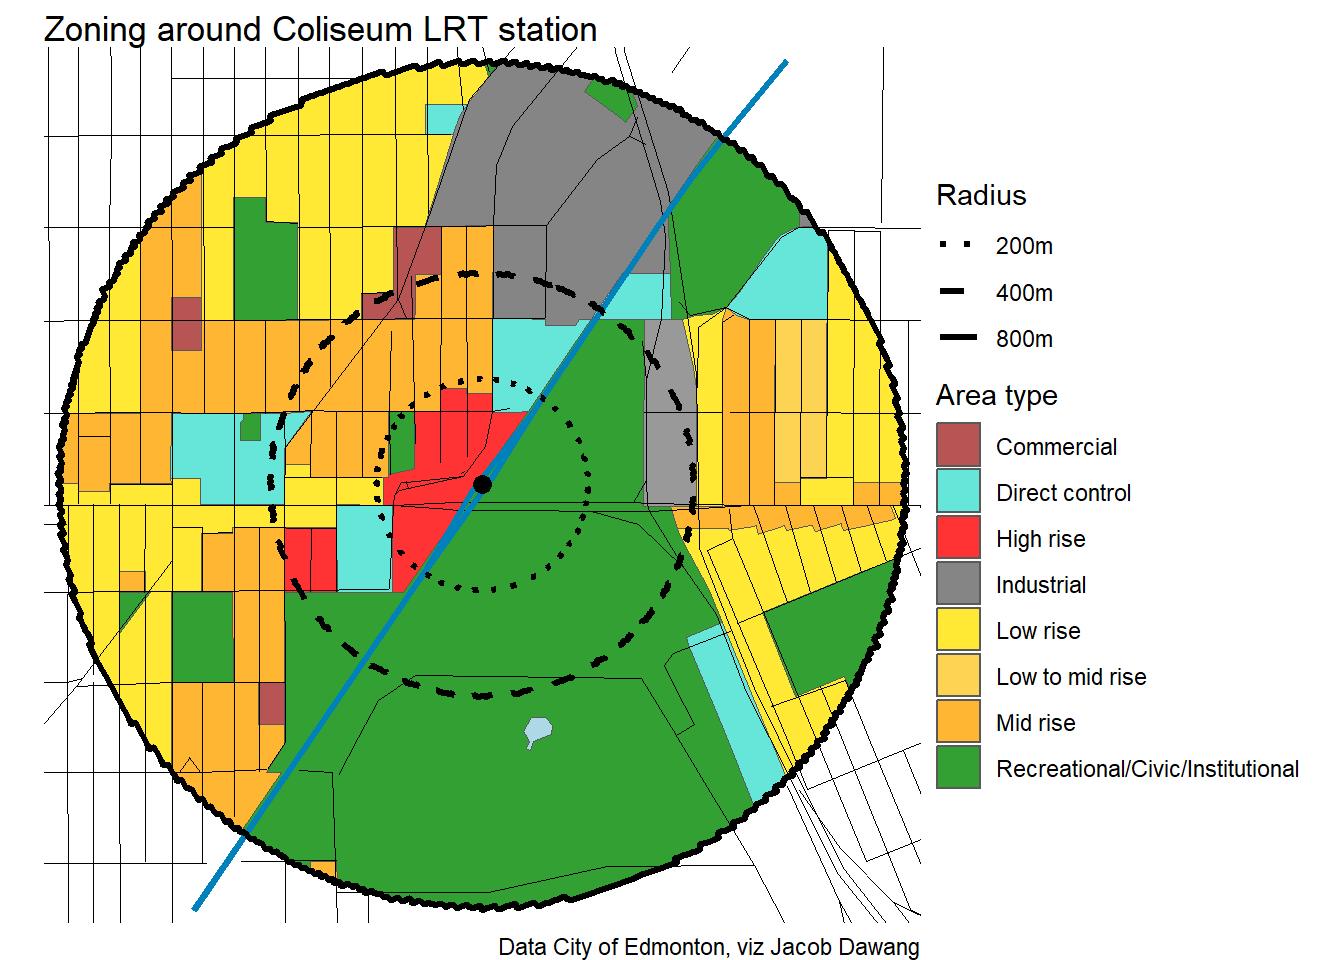 Zoning around Coliseum LRT station
Radius
200m
400m
800m
Area type
Commercial
Direct control
High rise
Industrial
Low rise
Low to mid rise
Mid rise
Recreational/Civic/Institutional
Data City of Edmonton, viz Jacob Dawang